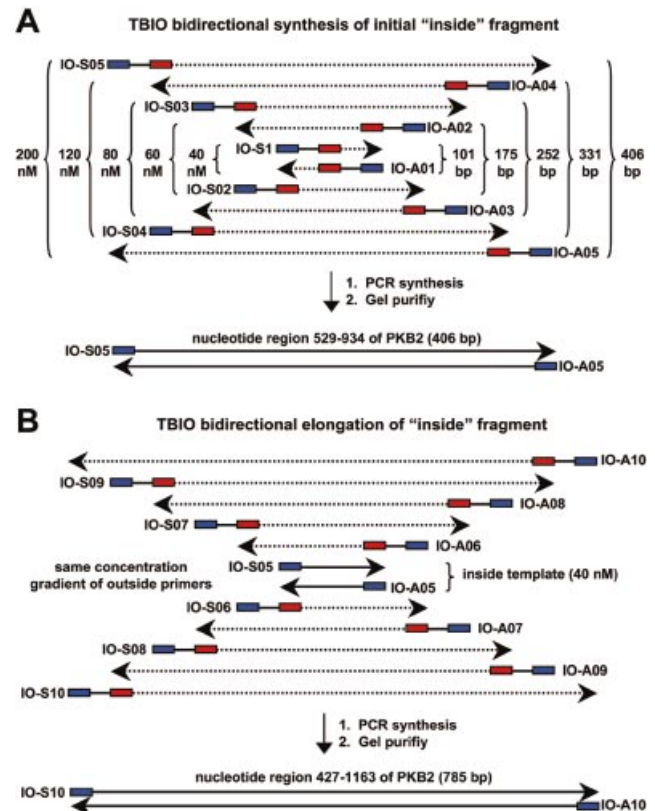 A
TBIO bidirectional synthesis of initial “inside” fragment
IO-S05
IO-A04
IO-S03
IO-A02
IO-S1
IO-A01
IO-S02
IO-A03
IO-S04
IO-A05
200 nM
120 nM
80 nM
60 nM
40 nM
101 bp
175 bp
252 bp
331 bp
406 bp
1. PCR synthesis
2. Gel purifiy
nucleotide region 529-934 of PKB2 (406 bp)
IO-S05
IO-A05
B
TBIO bidirectional elongation of “inside” fragment
IO-A10
IO-S09
IO-A08
IO-S07
IO-A06
same concentration
gradient of outside primers
IO-S05
IO-A05
inside template (40 nM)
IO-S06
IO-A07
IO-S08
IO-A09
IO-S10
1. PCR synthesis
2. Gel purifiy
nucleotide region 427-1163 of PKB2 (785 bp)
IO-S10
IO-A10